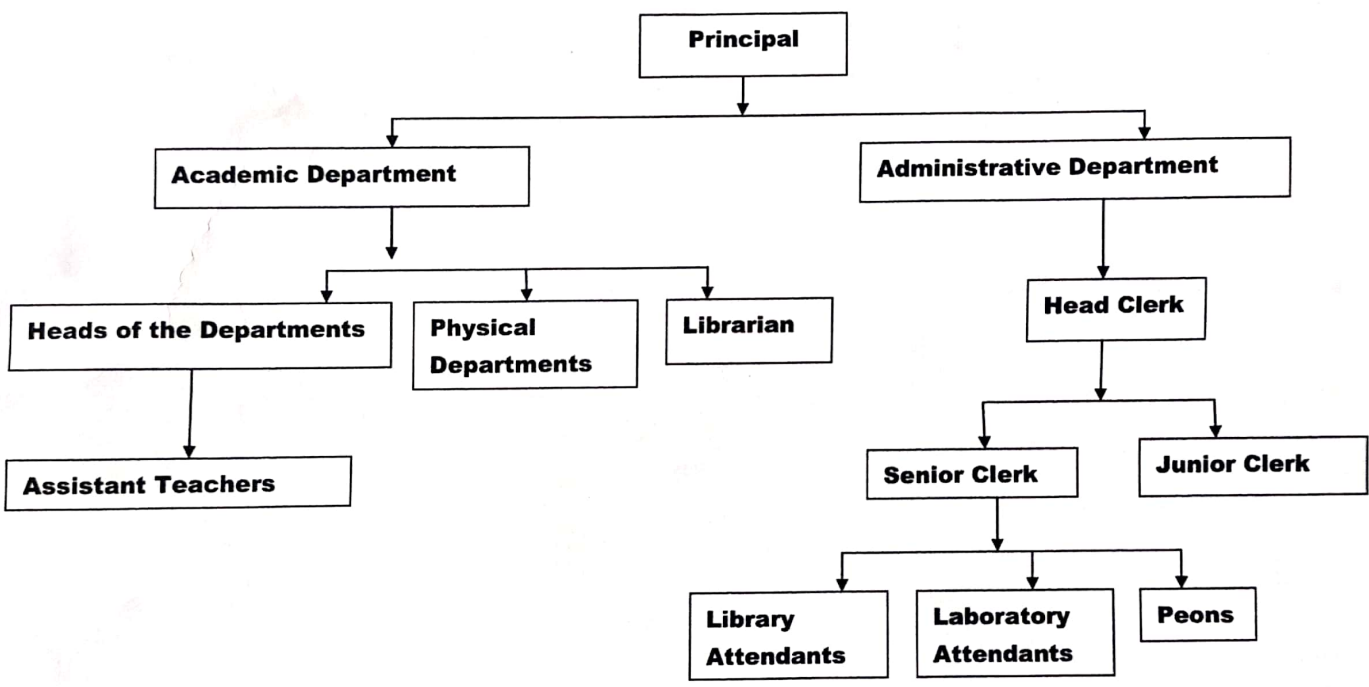 Principal
Academic Department
Administrative Department
Heads of the Departments
Physical
Departments
Librarian
Head Clerk
Assistant Teachers
Senior Clerk
Junior Clerk
Library
Attendants
Laboratory
Attendants
Peons